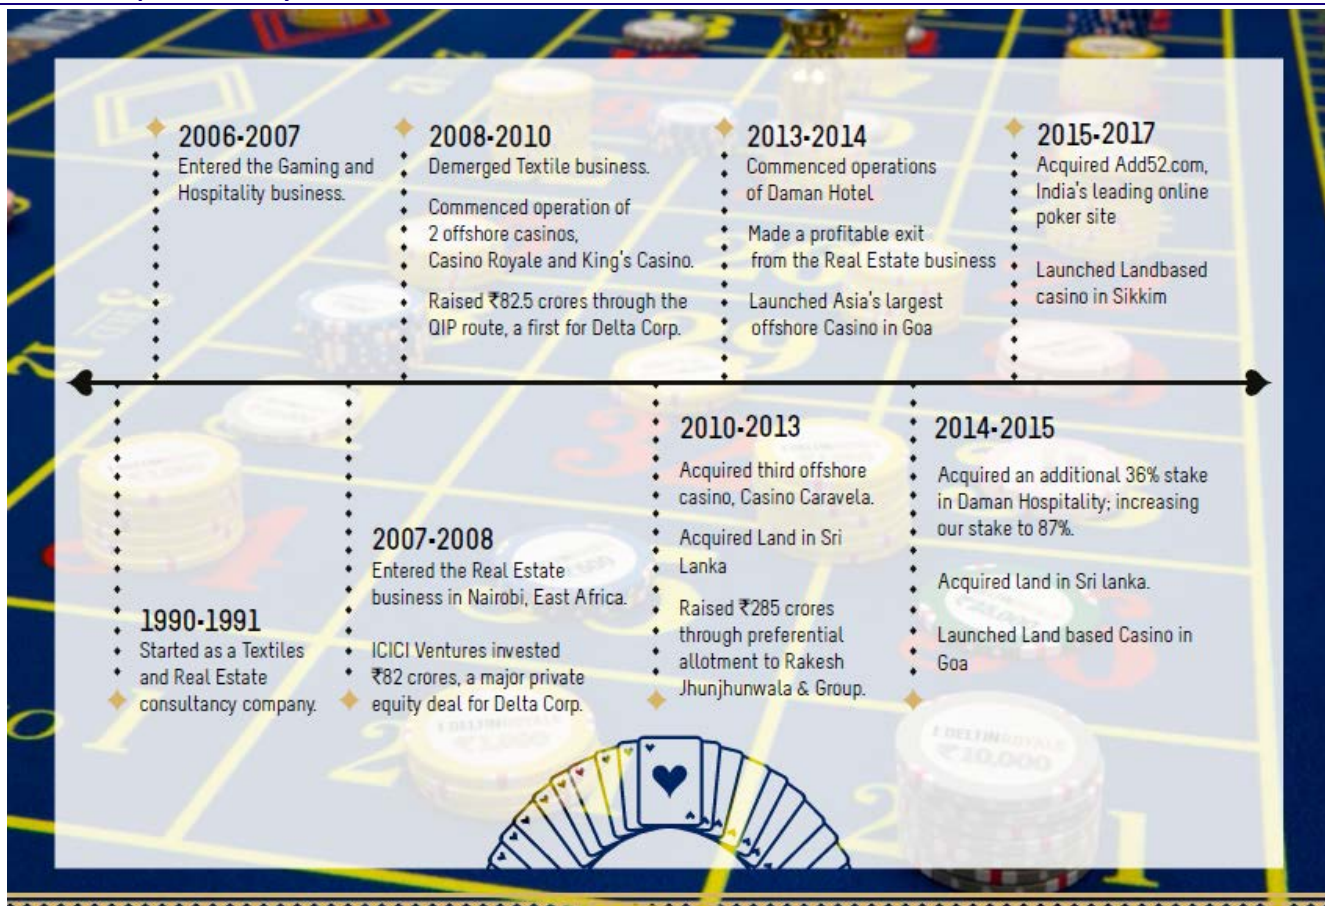 2006-2007
Entered the Gaming and
Hospitality business.
2008-2010
Demerged Textile business.
Commenced operation of
2 offshore casinos,
Casino Royale and King's Casino.
Raised ₹82.5 crores through the
QIP route, a first for Delta Corp.
2013-2014
Commenced operations
of Daman Hotel
Made a profitable exit
from the Real Estate business
Launched Asia's largest
offshore Casino in Goa
2015-2017
Acquired Add52.com,
India's leading online
poker site
Launched Landbased
casino in Sikkim
1990-1991
Started as a Textiles
and Real Estate
consultancy company.
2007-2008
Entered the Real Estate
business in Nairobi, East Africa.
ICICI Ventures invested
₹82 crores, a major private
equity deal for Delta Corp.
2010-2013
Acquired third offshore
casino, Casino Caravela.
Acquired Land in Sri
Lanka
Raised ₹285 crores
through preferential
allotment to Rakesh
Jhunjhunwala & Group.
2014-2015
Acquired an additional 36% stake
in Daman Hospitality; increasing
our stake to 87%.
Acquired land in Sri lanka.
Launched Land based Casino in
Goa
DELTINROYALE
₹10,000